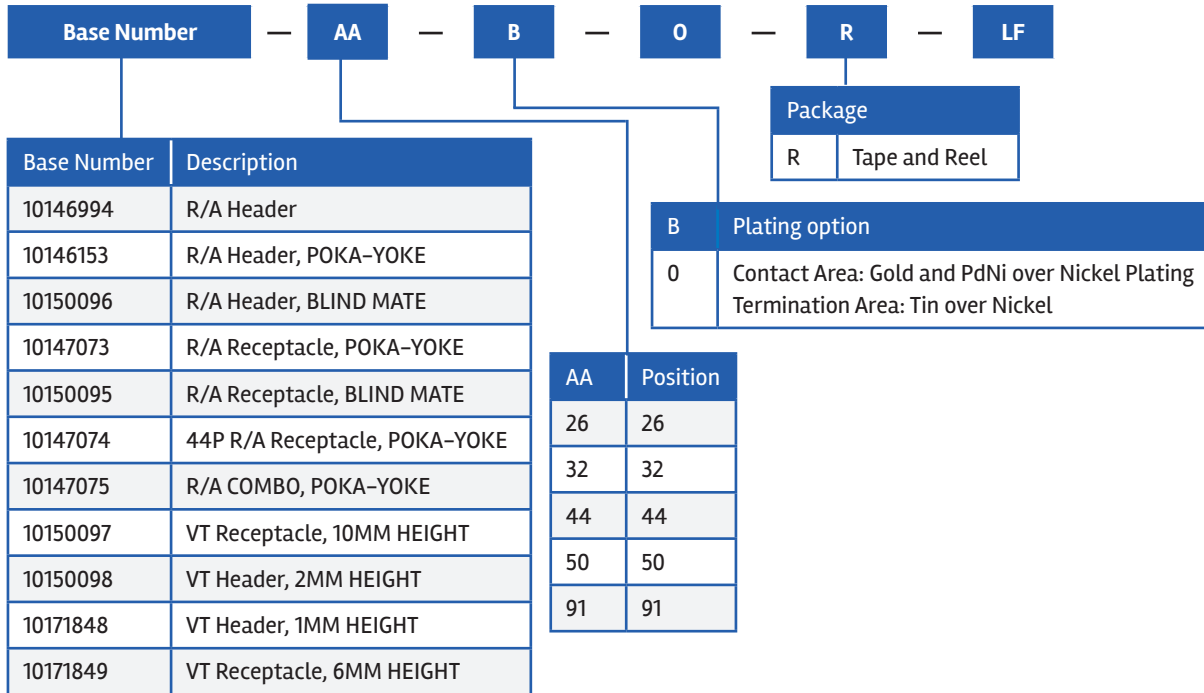 Base Number — AA — B — O — R — LF
Package
R Tape and Reel
Base Number Description
10146994 R/A Header
10146153 R/A Header, POKA-YOKE
10150096 R/A Header, BLIND MATE
10147073 R/A Receptacle, POKA-YOKE
10150095 R/A Receptacle, BLIND MATE
10147074 44P R/A Receptacle, POKA-YOKE
10147075 R/A COMBO, POKA-YOKE
10150097 VT Receptacle, 10MM HEIGHT
10150098 VT Header, 2MM HEIGHT
10171848 VT Header, 1MM HEIGHT
10171849 VT Receptacle, 6MM HEIGHT
B Plating option
0 Contact Area: Gold and PdNi over Nickel Plating
Termination Area: Tin over Nickel
AA Position
26 26
32 32
44 44
50 50
91 91